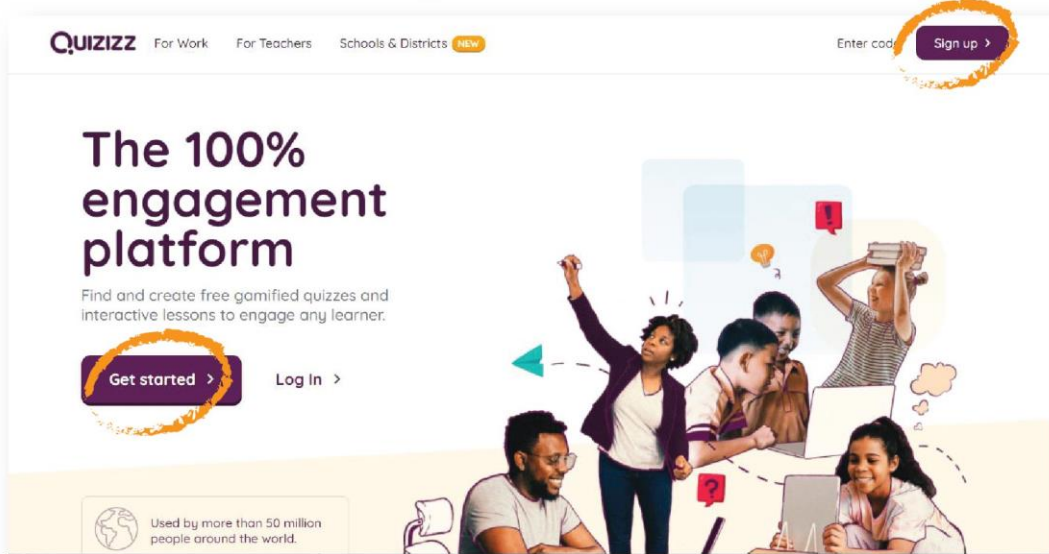 QUIZIZZ For Work For Teachers Schools & Districts NEW Enter code Sign up >
The 100%
engagement
platform
Find and create free gamified quizzes and
interactive lessons to engage any learner.
Get started > Log In >
Used by more than 50 million
people around the world.